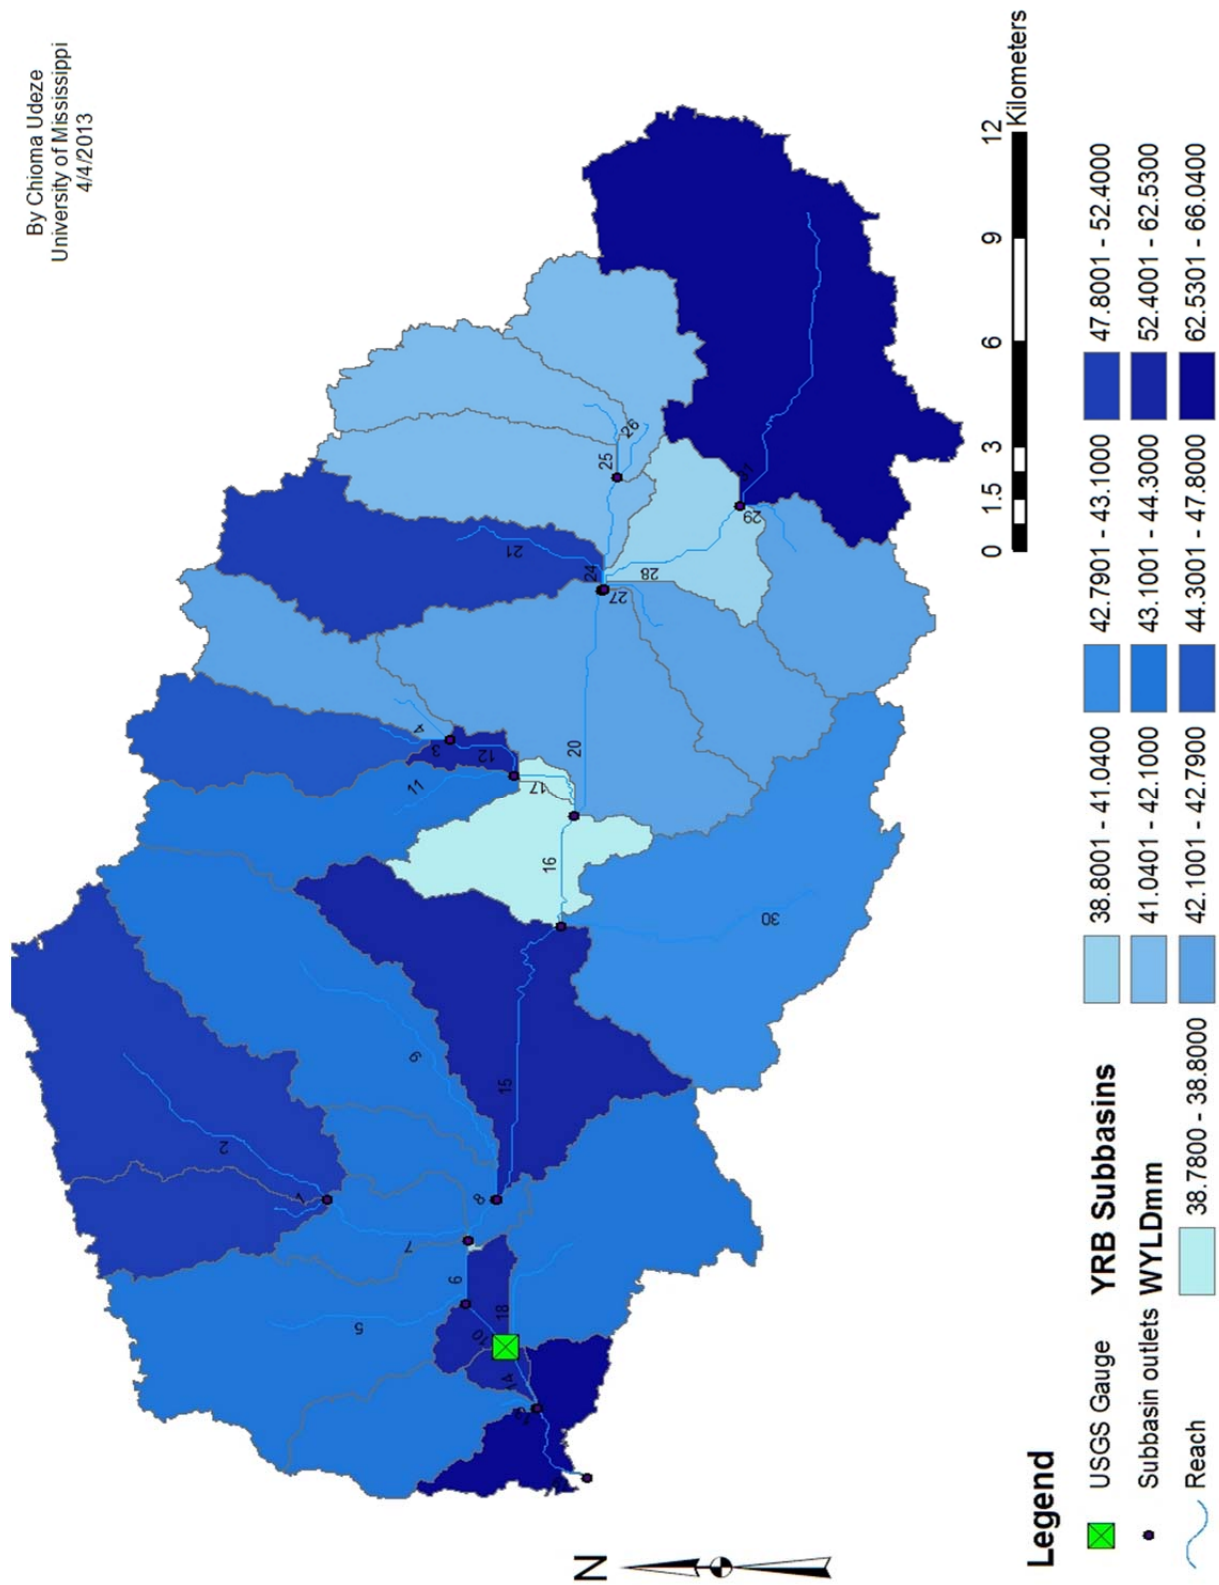 By Chioma Udeze
University of Mississippi
4/4/2013
2
1
7
5
9
8
6
10
18
14
15
11
3
4
12
17
16
20
30
21
24
27
28
25
26
29
31
N
0 1.5 3 6 9 12
Kilometers
Legend
USGS Gauge
Subbasin outlets
Reach
YRB Subbasins
WYLDmm
38.7800 - 38.8000
38.8001 - 41.0400
41.0401 - 42.1000
42.1001 - 42.7900
42.7901 - 43.1000
43.1001 - 44.3000
44.3001 - 47.8000
47.8001 - 52.4000
52.4001 - 62.5300
62.5301 - 66.0400